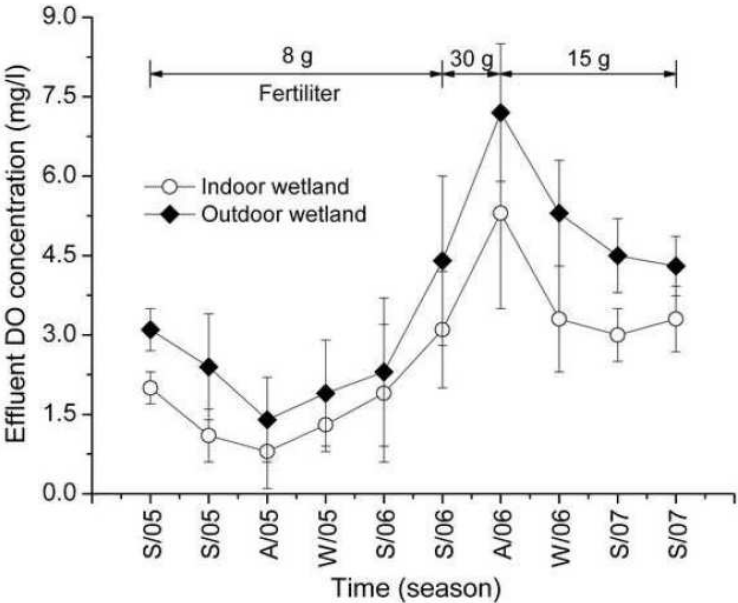 9.0
7.5
6.0
4.5
3.0
1.5
0.0
Effluent DO concentration (mg/l)
8 g
30 g
15 g
Fertiliter
Indoor wetland
Outdoor wetland
S/05
S/05
A/05
W/05
S/06
S/06
A/06
W/06
S/07
S/07
Time (season)